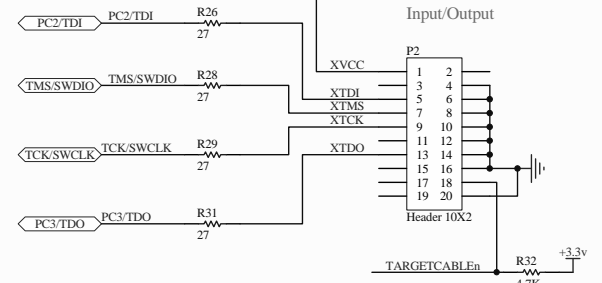 Input/Output
PC2/TDI PC2/TDI R26
27
P2
XVCC 1 2
TMS/SWDIO TMS/SWDIO R28
27
3 4
XTDI 5 6
XTMS 7 8
XTCK 9 10
TCK/SWCLK TCK/SWCLK R29
27
11 12
XTDO 13 14
15 16
17 18
19 20
PC3/TDO PC3/TDO R31
27
Header 10X2
+3.3v
TARGETCABLEn R32
4.7K